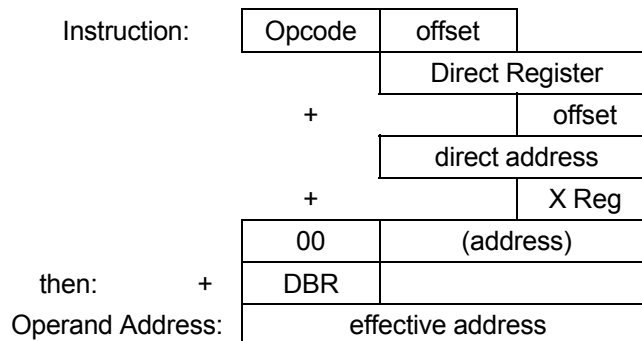 Instruction: Opcode offset
Direct Register
+ offset
direct address
+ X Reg
00 (address)
then: + DBR
Operand Address: effective address